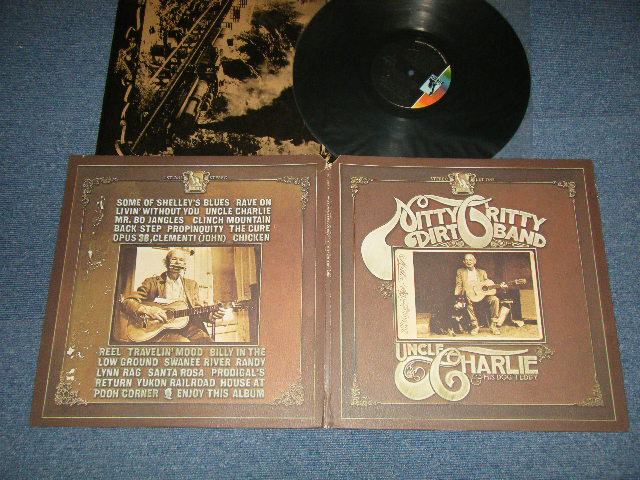 SOME OF SHELLEY'S BLUES RAVE ON
LIVIN' WITHOUT YOU UNCLE CHARLIE
MR. BO JANGLES CLINCH MOUNTAIN
BACK STEP PROPINQUITY THE CURE
OPUS 36, CLEMENTI (JOHN) CHICKEN
REEL TRAVELIN' MOOD BILLY IN THE
LOW GROUND SWANEE RIVER RANDY
LYNN RAG SANTA ROSA PRODIGAL'S
RETURN YUKON RAILROAD HOUSE AT
POOH CORNER & ENJOY THIS ALBUM
NITTY GRITTY
DIRT BAND
UNCLE CHARLIE
& HIS DOG TEDDY